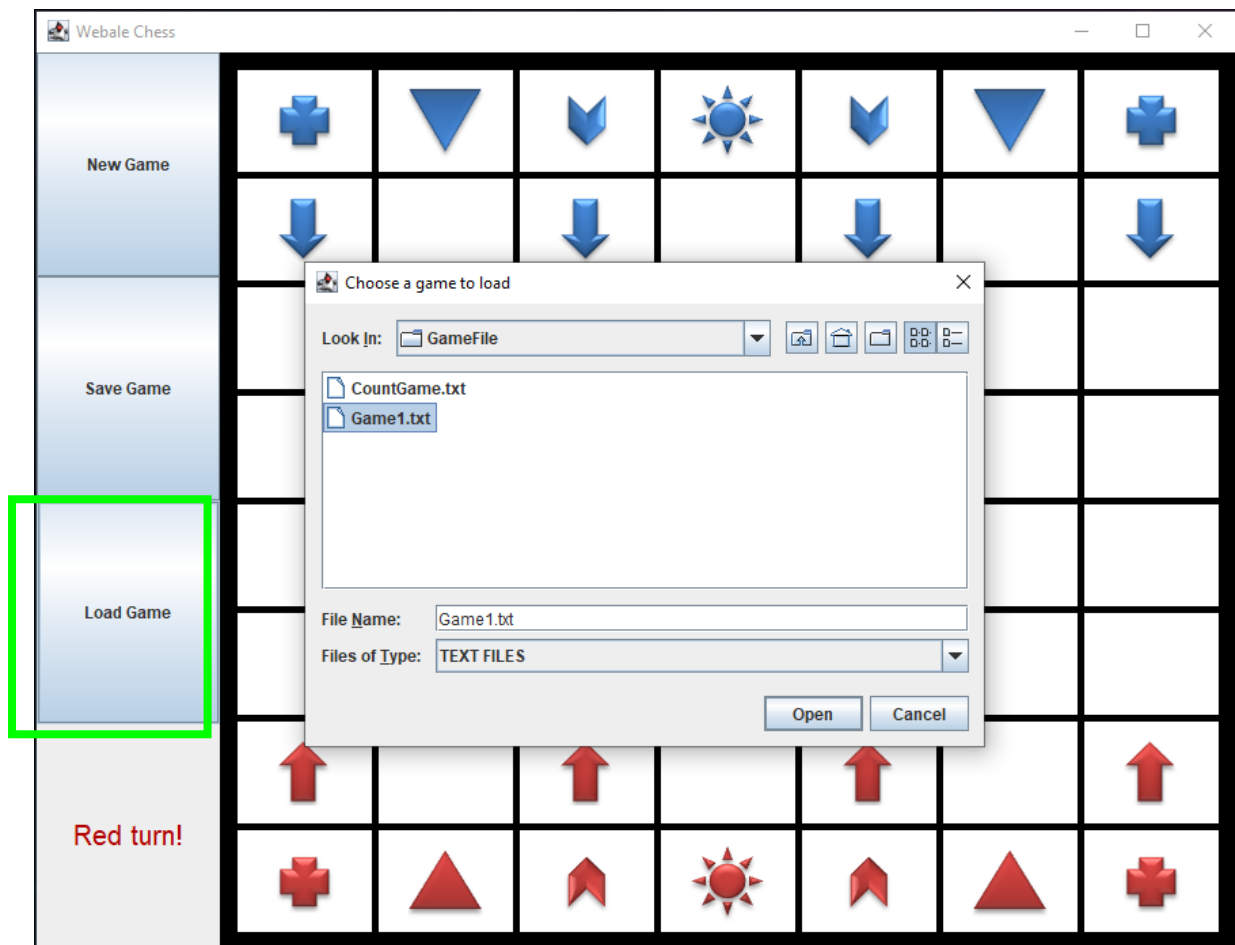 Webale Chess
New Game
Save Game
Load Game
Red turn!
Choose a game to load
Look In: GameFile
CountGame.txt
Game1.txt
File Name: Game1.txt
Files of Type: TEXT FILES
Open Cancel